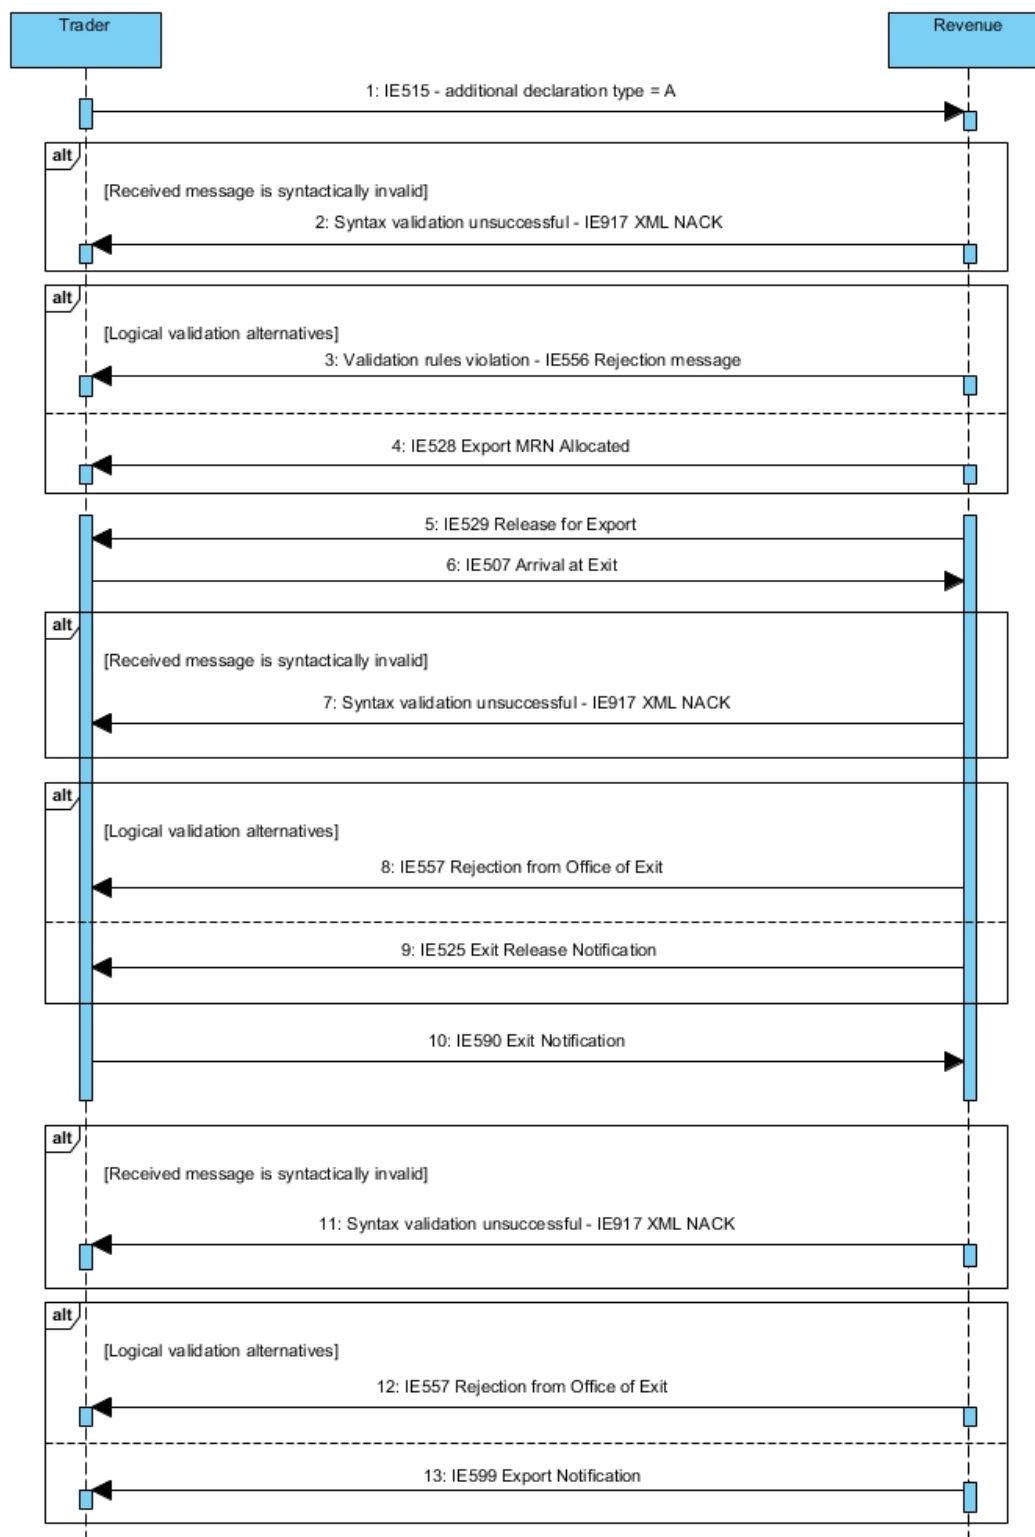 Trader
Revenue
1: IE515 - additional declaration type = A
alt
[Received message is syntactically invalid]
2: Syntax validation unsuccessful - IE917 XML NACK
alt
[Logical validation alternatives]
3: Validation rules violation - IE556 Rejection message
4: IE528 Export MRN Allocated
5: IE529 Release for Export
6: IE507 Arrival at Exit
alt
[Received message is syntactically invalid]
7: Syntax validation unsuccessful - IE917 XML NACK
alt
[Logical validation alternatives]
8: IE557 Rejection from Office of Exit
9: IE525 Exit Release Notification
10: IE590 Exit Notification
alt
[Received message is syntactically invalid]
11: Syntax validation unsuccessful - IE917 XML NACK
alt
[Logical validation alternatives]
12: IE557 Rejection from Office of Exit
13: IE599 Export Notification